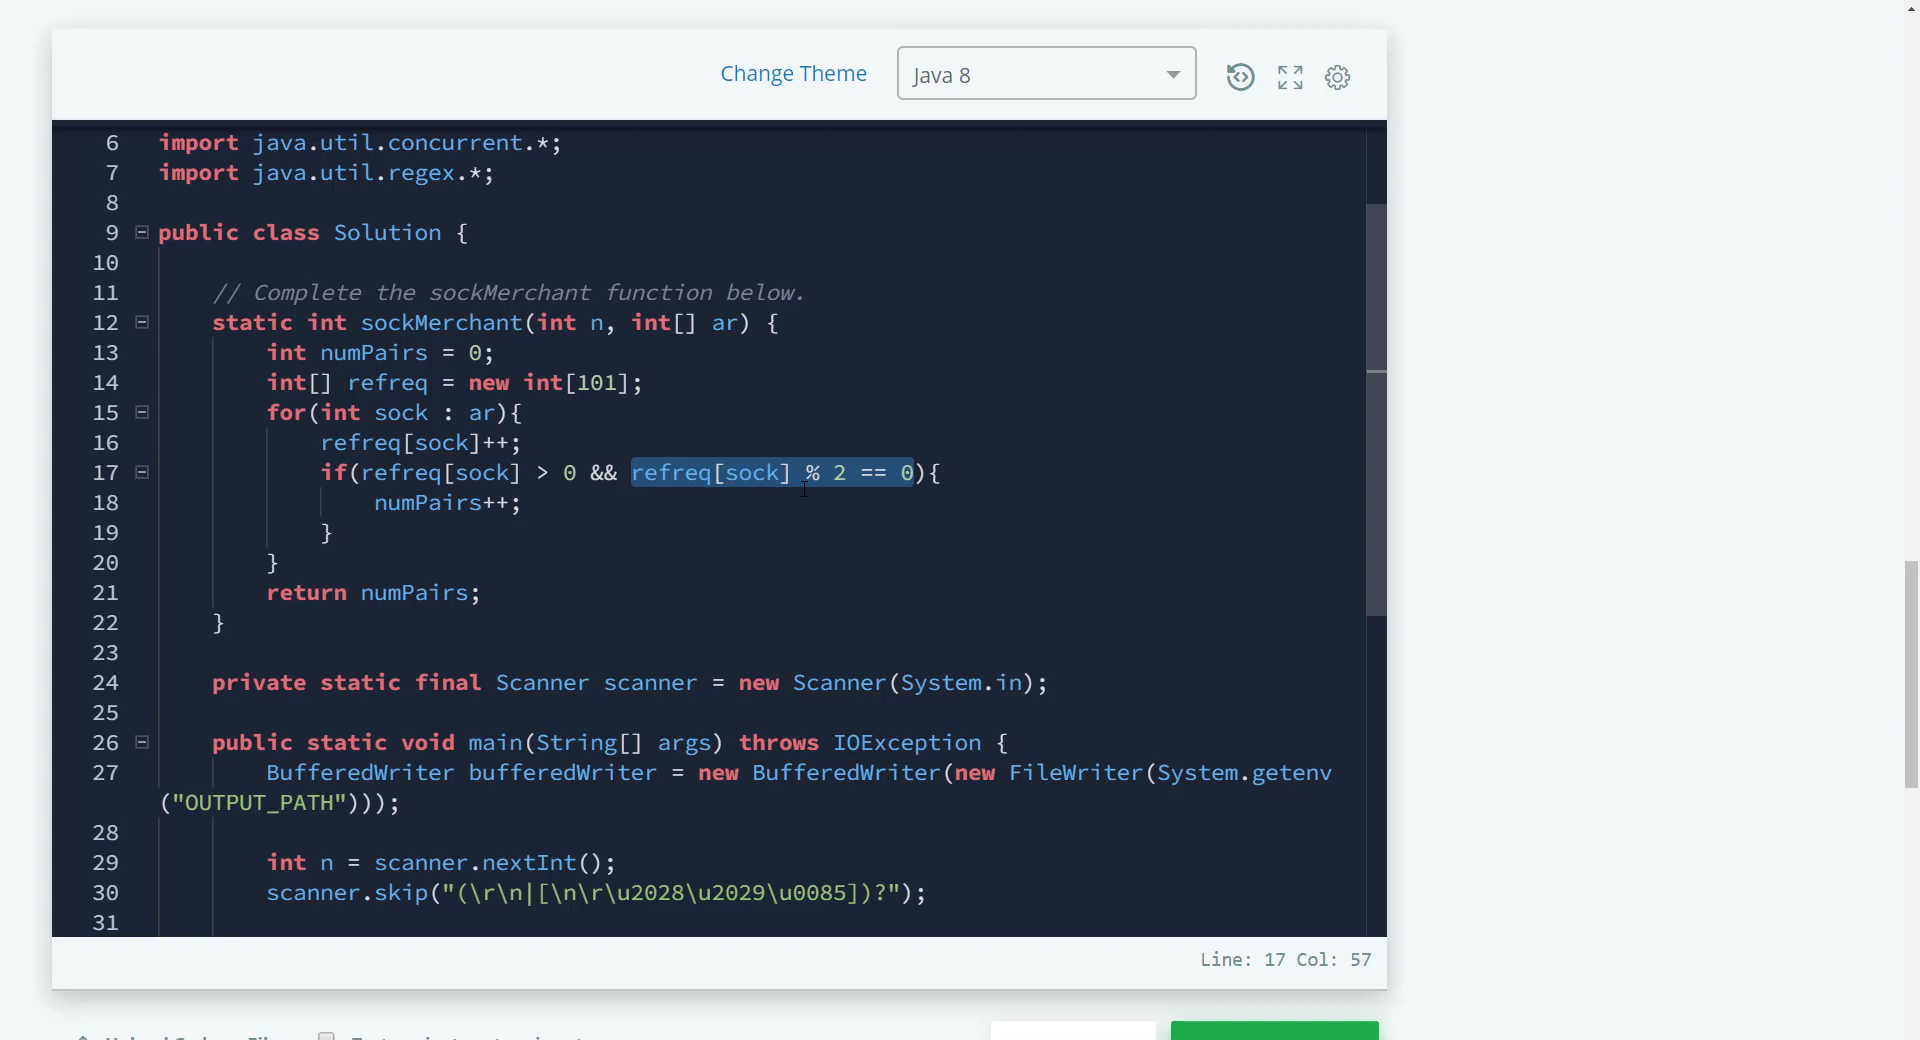 Change Theme Java 8
6 import java.util.concurrent.*;
7 import java.util.regex.*;
8
9 public class Solution {
10
11 // Complete the sockMerchant function below.
12 static int sockMerchant(int n, int[] ar) {
13 int numPairs = 0;
14 int[] refreq = new int[101];
15 for(int sock : ar){
16 refreq[sock]++;
17 if(refreq[sock] > 0 && refreq[sock] % 2 == 0){
18 numPairs++;
19 }
20 }
21 return numPairs;
22 }
23
24 private static final Scanner scanner = new Scanner(System.in);
25
26 public static void main(String[] args) throws IOException {
27 BufferedWriter bufferedWriter = new BufferedWriter(new FileWriter(System.getenv
("OUTPUT_PATH")));
28
29 int n = scanner.nextInt();
30 scanner.skip("(\r\n|[\n\r\u2028\u2029\u0085])?");
31
Line: 17 Col: 57